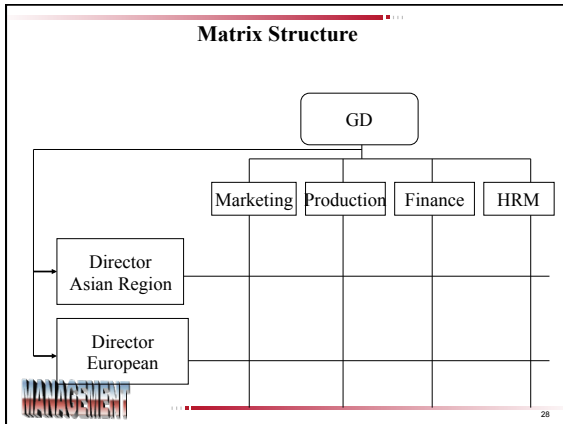 Matrix Structure
GD
Marketing Production Finance HRM
Director
Asian Region
Director
European
MANAGEMENT
28